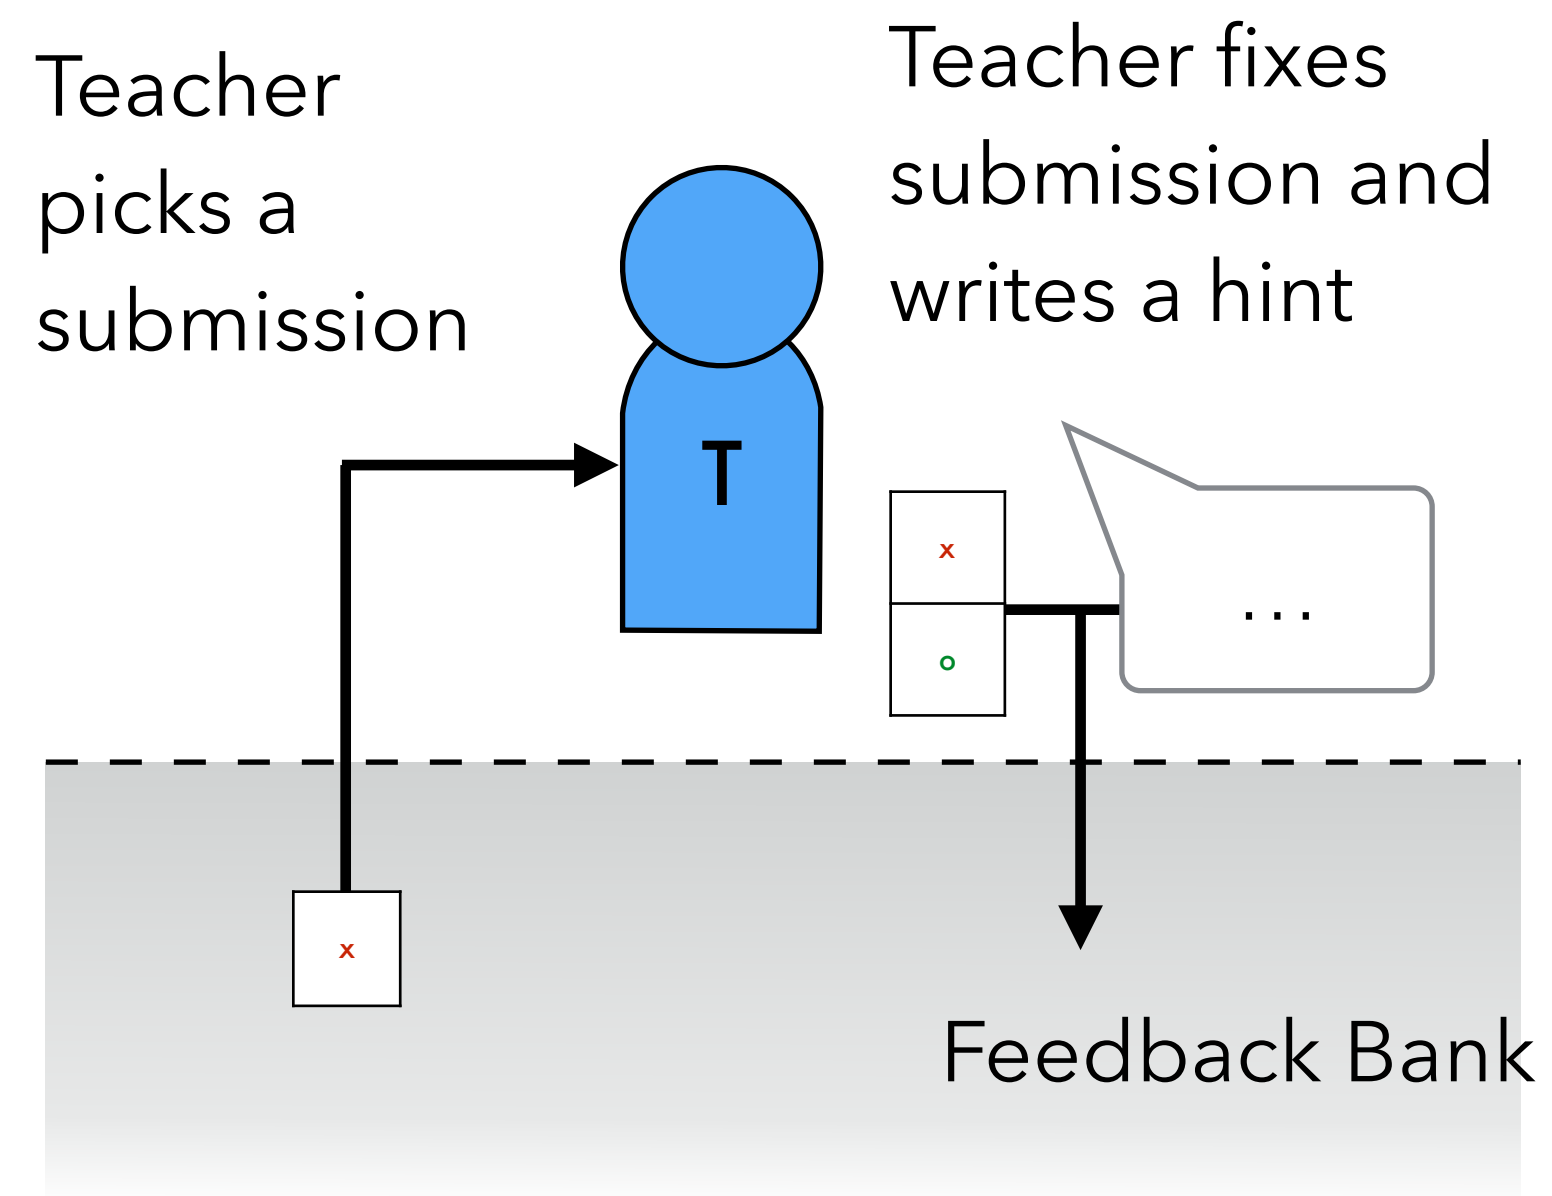 Teacher
picks a
submission
Teacher fixes
submission and
writes a hint
T
x
o
...
x
Feedback Bank